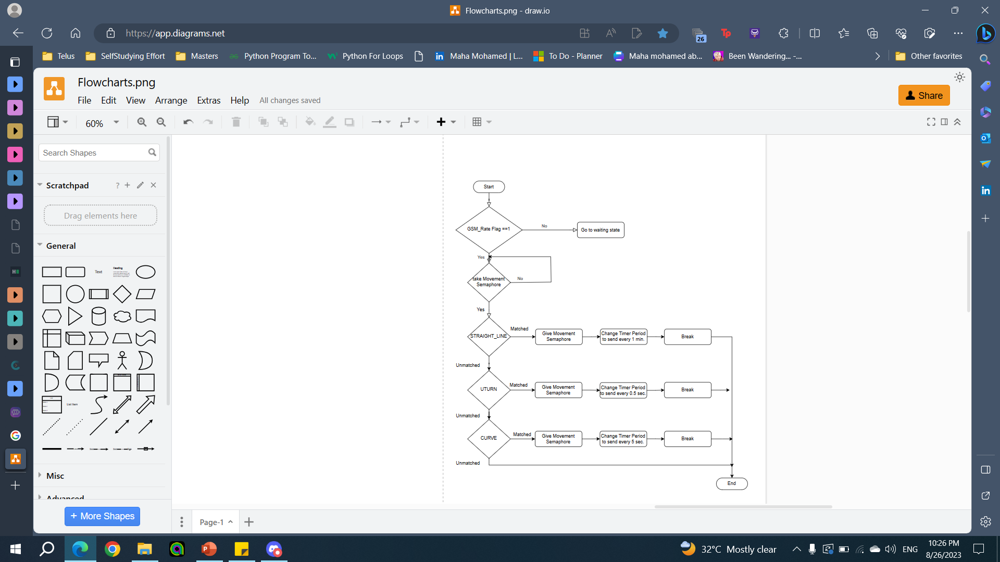 Flowcharts.png - draw.io
https://app.diagrams.net
26
Telus
SelfStudying Effort
Masters
Python Program To...
Python For Loops
Maha Mohamed | L...
To Do - Planner
Maha mohamed ab...
Been Wandering... -...
Other favorites
Flowcharts.png
File
Edit
View
Arrange
Extras
Help
All changes saved
Share
60%
Search Shapes
Scratchpad
?
Drag elements here
General
Text
Heading
List Item
Misc
Advanced
+ More Shapes
Start
GSM_Rate Flag ==1
No
Go to waiting state
Yes
take Movement
Semaphore
No
Yes
STRAIGHT_LINE
Matched
Give Movement
Semaphore
Change Timer Period
to send every 1 min.
Break
Unmatched
UTURN
Matched
Give Movement
Semaphore
Change Timer Period
to send every 0.5 sec.
Break
Unmatched
CURVE
Matched
Give Movement
Semaphore
Change Timer Period
to send every 5 sec.
Break
Unmatched
End
Page-1
32°C Mostly clear
ENG
10:26 PM
8/26/2023